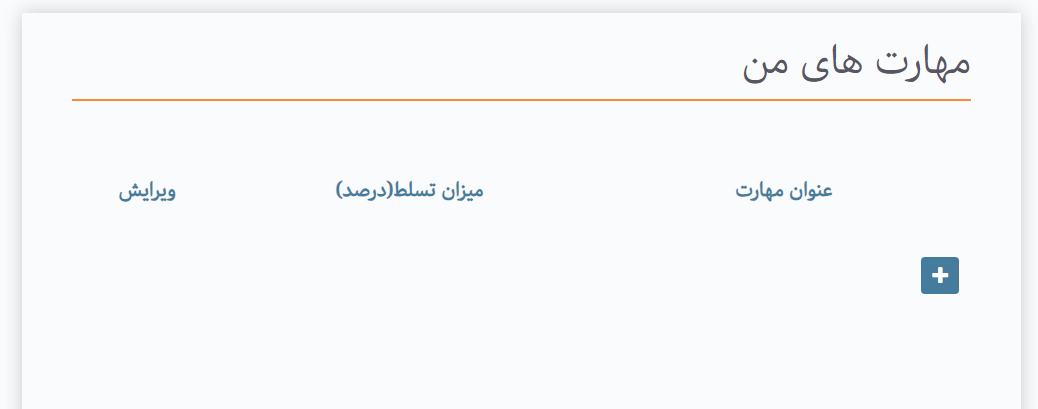 مهارت های من
عنوان مهارت میزان تسلط(درصد) ویرایش